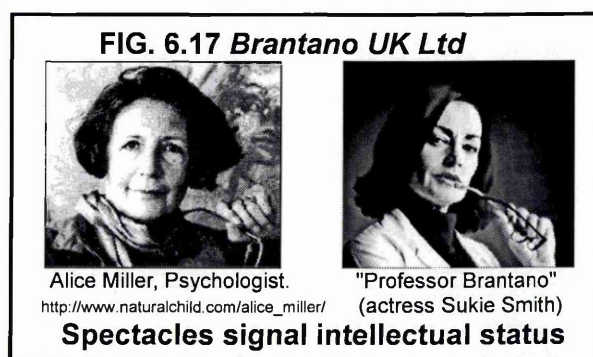 FIG. 6.17 Brantano UK Ltd
Alice Miller, Psychologist.
http://www.naturalchild.com/alice_miller/
"Professor Brantano"
(actress Sukie Smith)
Spectacles signal intellectual status